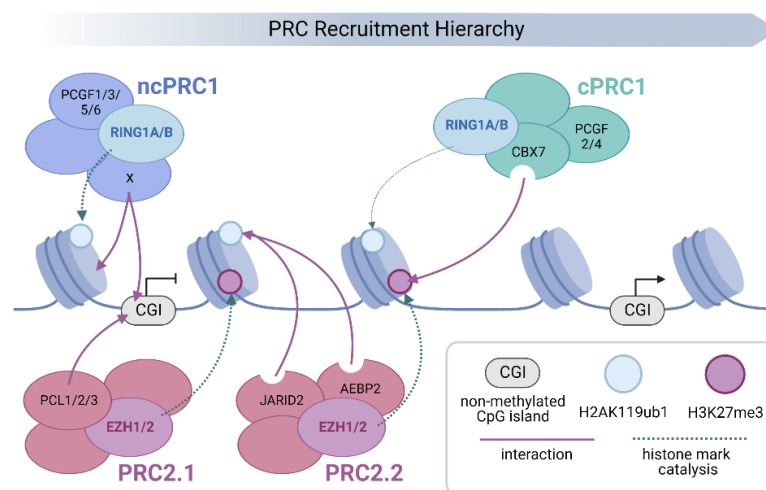 PRC Recruitment Hierarchy
ncPRC1
PCGF1/3/
5/6
RING1A/B
x
cPRC1
RING1A/B
PCGF
2/4
CBX7
CGI
CGI
PCL1/2/3
EZH1/2
PRC2.1
JARID2
AEBP2
EZH1/2
PRC2.2
CGI
non-methylated
CpG island
H2AK119ub1
H3K27me3
interaction
histone mark
catalysis